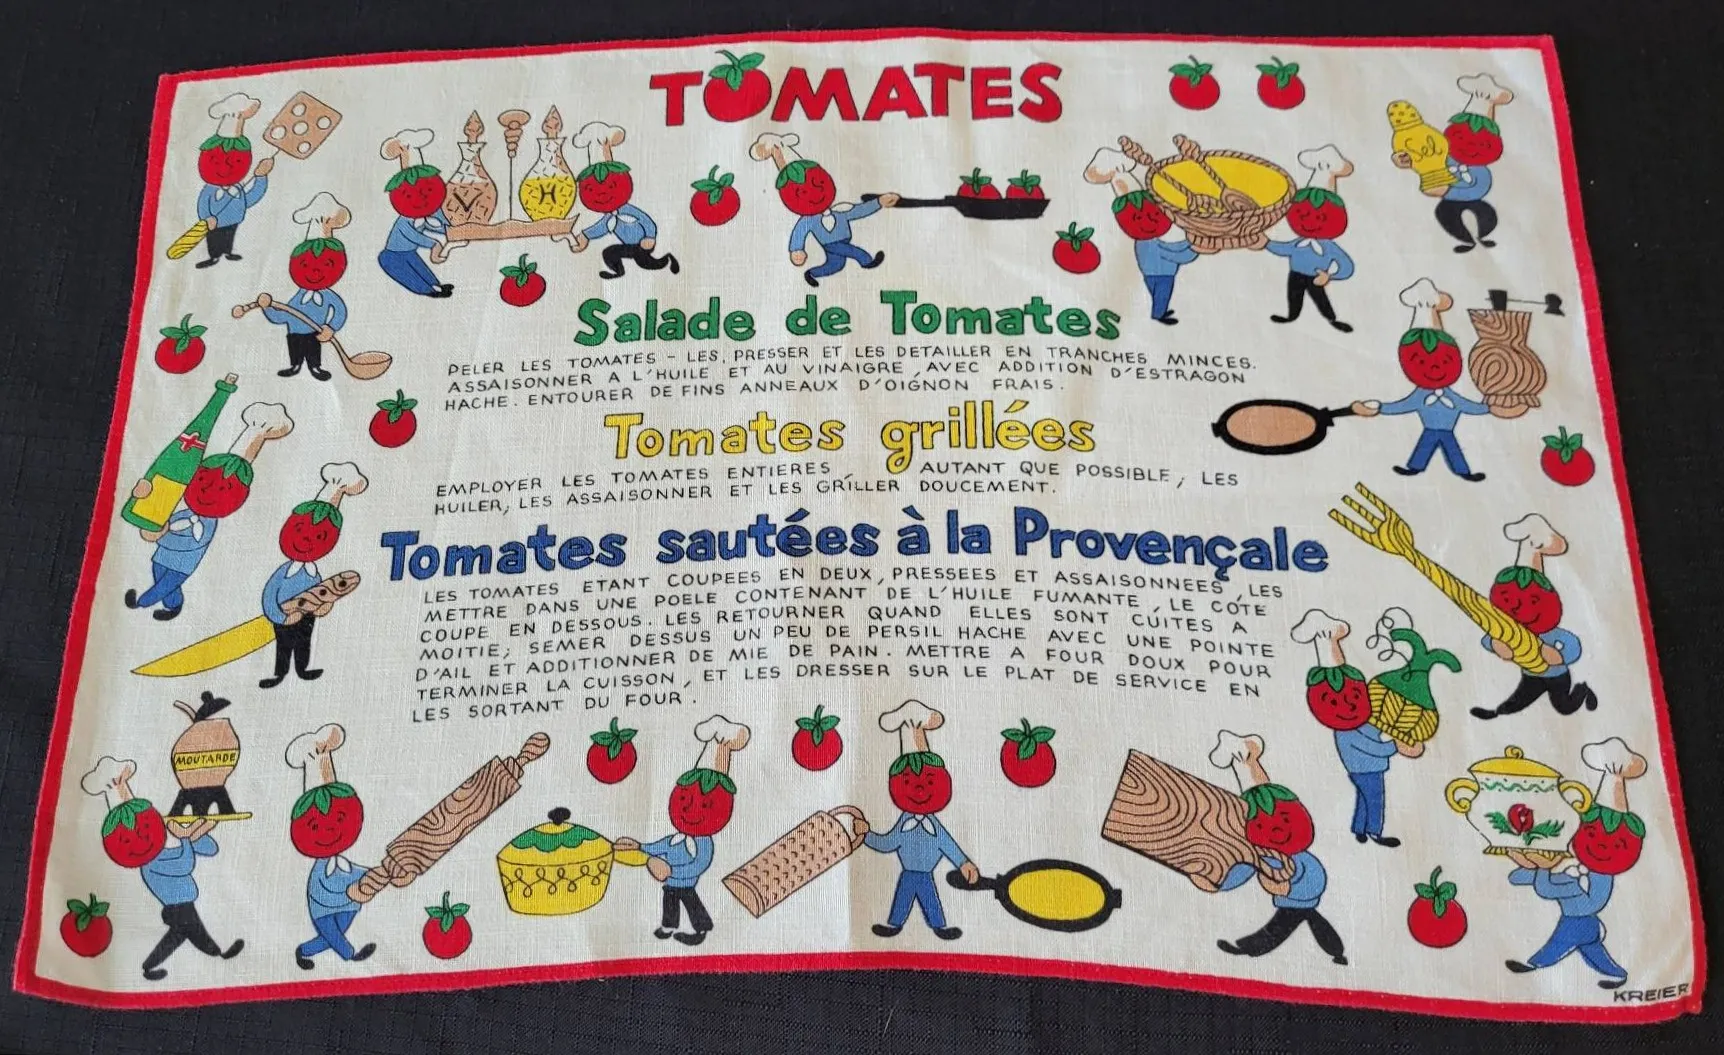 TOMATES
Sel
V H
Salade de Tomates
PELER LES TOMATES - LES, PRESSER ET LES DETAILLER EN TRANCHES MINCES.
ASSAISONNER A L'HUILE ET AU VINAIGRE, AVEC ADDITION D'ESTRAGON
HACHE. ENTOURER DE FINS ANNEAUX D'OIGNON FRAIS.
Tomates grillées
EMPLOYER LES TOMATES ENTIERES, AUTANT QUE POSSIBLE, LES
HUILER, LES ASSAISONNER ET LES GRILLER DOUCEMENT.
Tomates sautées à la Provençale
LES TOMATES ETANT COUPEES EN DEUX, PRESSEES ET ASSAISONNEES, LES
METTRE DANS UNE POELE CONTENANT DE L'HUILE FUMANTE, LE COTE
COUPE EN DESSOUS. LES RETOURNER QUAND ELLES SONT CUITES A
MOITIE; SEMER DESSUS UN PEU DE PERSIL HACHE AVEC UNE POINTE
D'AIL ET ADDITIONNER DE MIE DE PAIN. METTRE A FOUR DOUX POUR
TERMINER LA CUISSON, ET LES DRESSER SUR LE PLAT DE SERVICE EN
LES SORTANT DU FOUR.
MOUTARDE
KREIER